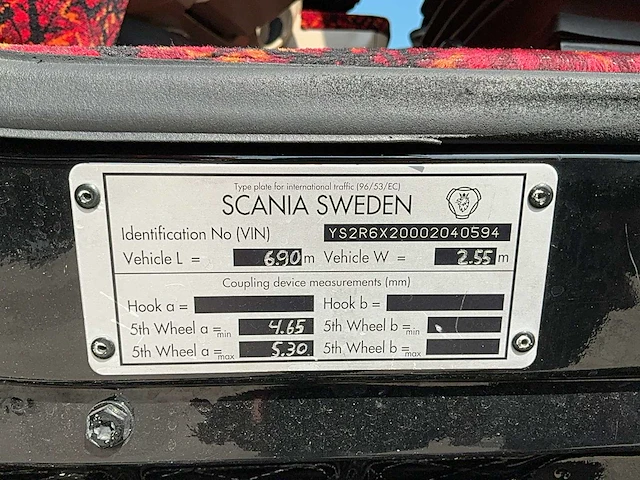 Type plate for international traffic (96/53/EC)
SCANIA SWEDEN
Identification No (VIN) YS2R6X20002040594
Vehicle L = 6.90 m Vehicle W = 2.55 m
Coupling device measurements (mm)
Hook a = Hook b =
5th Wheel a = min 4.65 5th Wheel b = min
5th Wheel a = max 5.30 5th Wheel b = max